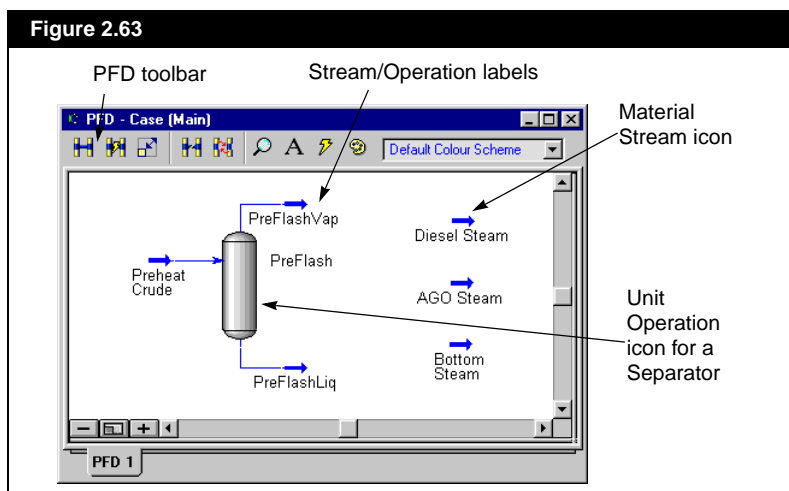 Figure 2.63
PFD toolbar
Stream/Operation labels
Material
Stream icon
PFD - Case (Main)
A
Default Colour Scheme
PreFlashVap
Diesel Steam
Preheat
Crude
PreFlash
AGO Steam
Unit
Operation
icon for a
Separator
Bottom
Steam
PreFlashLiq
PFD 1